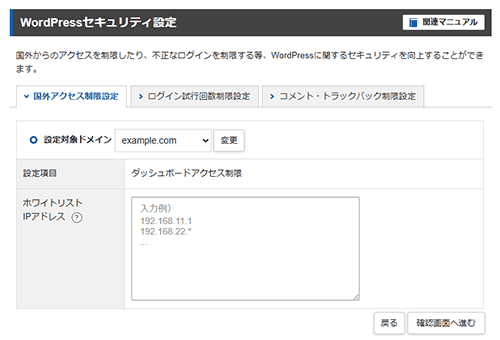 WordPressセキュリティ設定
関連マニュアル
国外からのアクセスを制限したり、不正なログインを制限する等、WordPressに関するセキュリティを向上することができ
ます。
国外アクセス制限設定
ログイン試行回数制限設定
コメント・トラックバック制限設定
設定対象ドメイン example.com 変更
設定項目 ダッシュボードアクセス制限
ホワイトリスト
IPアドレス ?
入力例)
192.168.11.1
192.168.22.*
...
戻る 確認画面へ進む